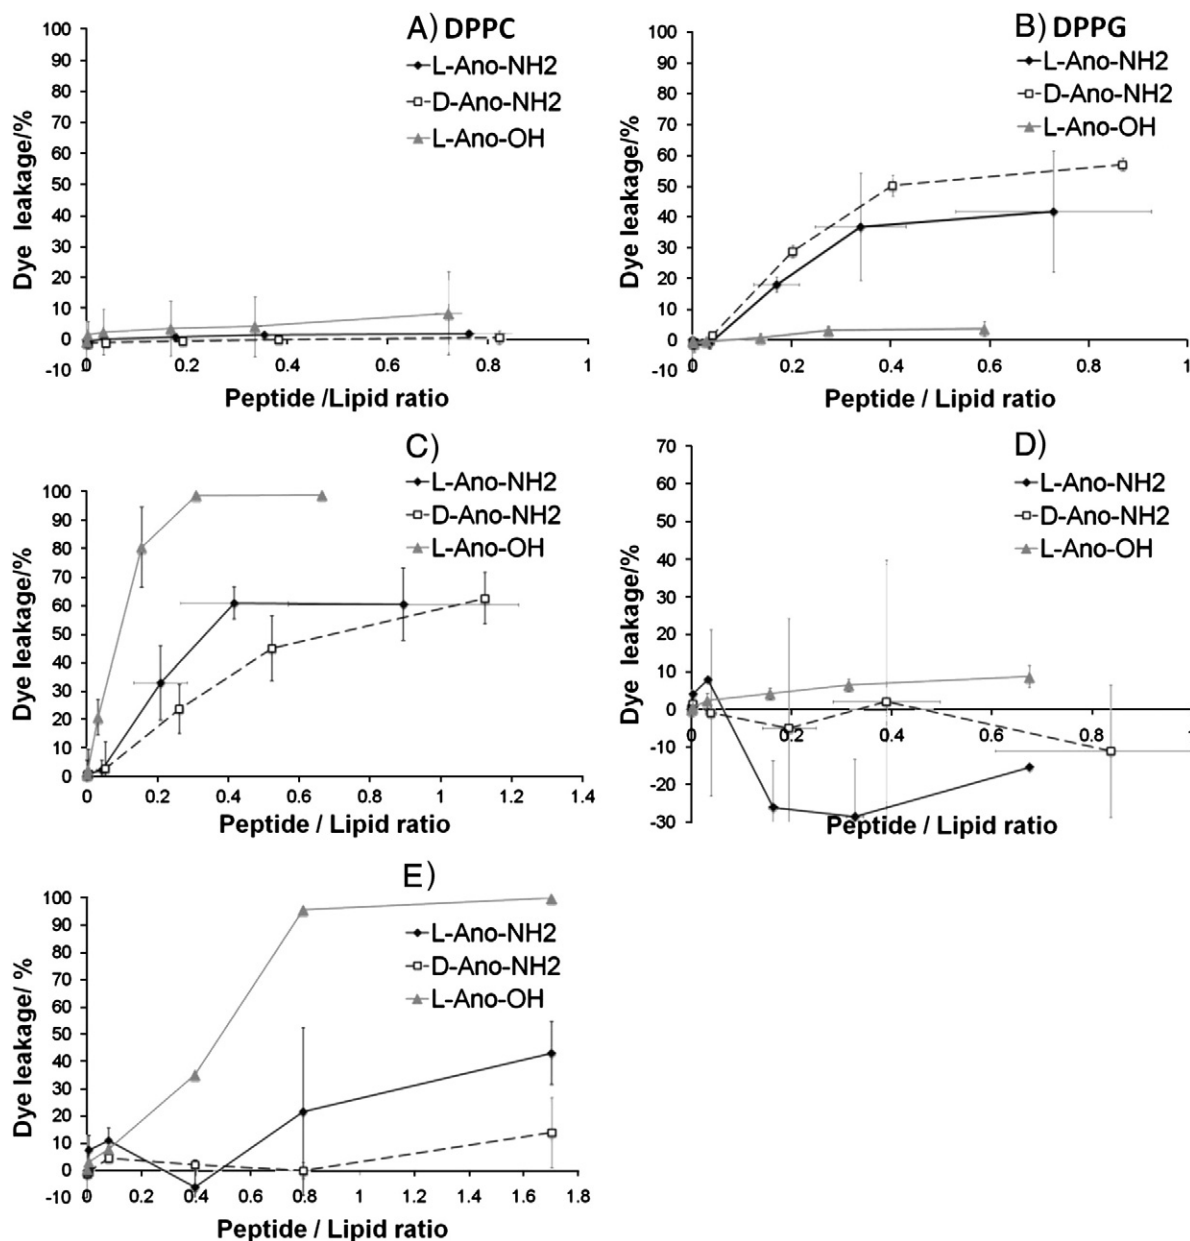 A) DPPC
L-Ano-NH2
D-Ano-NH2
L-Ano-OH
Dye leakage/%
100
90
80
70
60
50
40
30
20
10
0
-10
0 0.2 0.4 0.6 0.8 1
Peptide /Lipid ratio
B) DPPG
L-Ano-NH2
D-Ano-NH2
L-Ano-OH
Dye leakage/%
100
90
80
70
60
50
40
30
20
10
0
-10
0 0.2 0.4 0.6 0.8 1
Peptide / Lipid ratio
C)
L-Ano-NH2
D-Ano-NH2
L-Ano-OH
Dye leakage/%
100
90
80
70
60
50
40
30
20
10
0
0 0.2 0.4 0.6 0.8 1 1.2 1.4
Peptide / Lipid ratio
D)
L-Ano-NH2
D-Ano-NH2
L-Ano-OH
Dye leakage/%
70
60
50
40
30
20
10
0
-10
-20
-30
0 0.2 0.4 0.6 0.8 1
Peptide / Lipid ratio
E)
L-Ano-NH2
D-Ano-NH2
L-Ano-OH
Dye leakage/ %
100
90
80
70
60
50
40
30
20
10
0
-10
0 0.2 0.4 0.6 0.8 1 1.2 1.4 1.6 1.8
Peptide / Lipid ratio